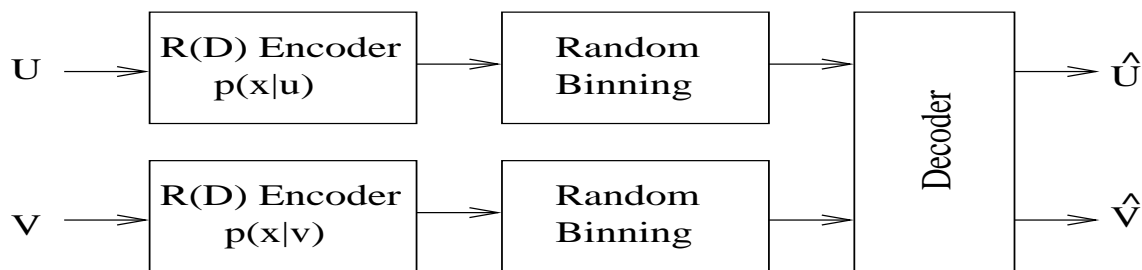 U
R(D) Encoder
p(x|u)
Random
Binning
Û
V
R(D) Encoder
p(x|v)
Random
Binning
V̂
Decoder